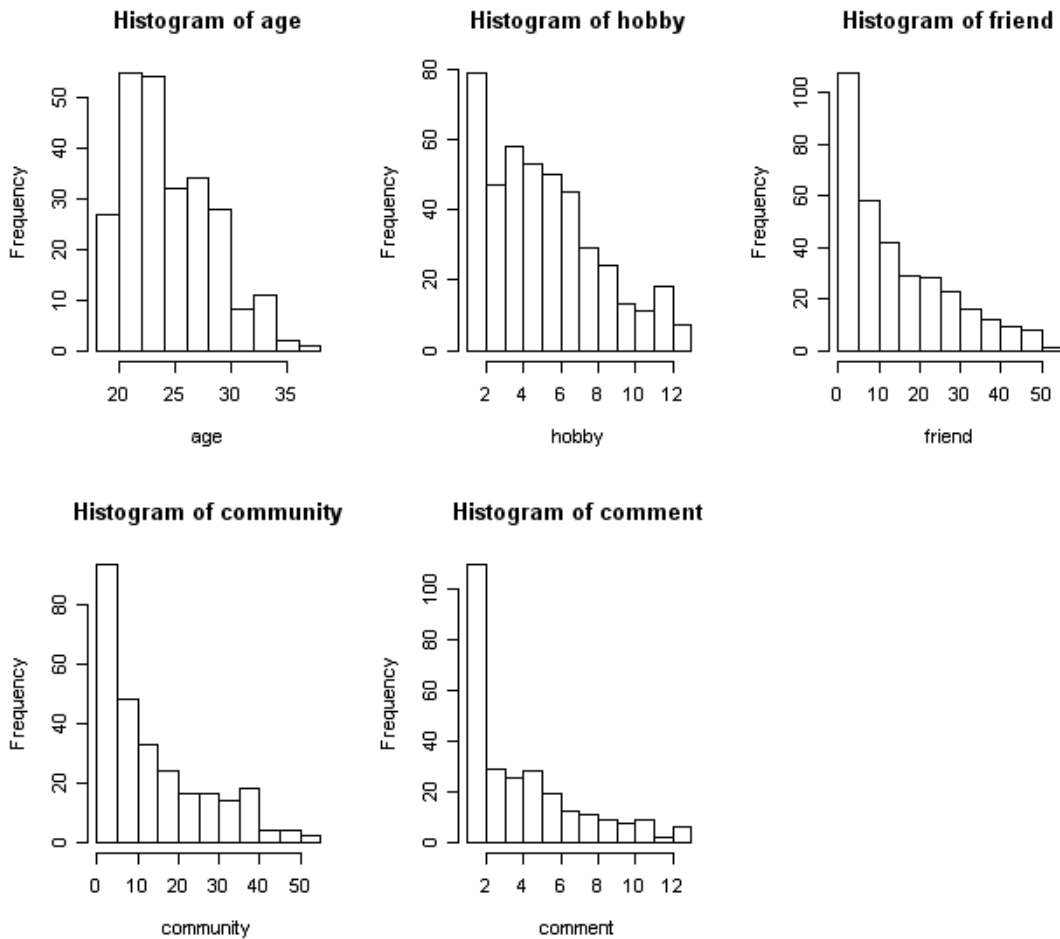 Histogram of age
Frequency
0 10 20 30 40 50
20 25 30 35
age
Histogram of hobby
Frequency
0 20 40 60 80
2 4 6 8 10 12
hobby
Histogram of friend
Frequency
0 20 40 60 80 100
0 10 20 30 40 50
friend
Histogram of community
Frequency
0 20 40 60 80
0 10 20 30 40 50
community
Histogram of comment
Frequency
0 20 40 60 80 100
2 4 6 8 10 12
comment